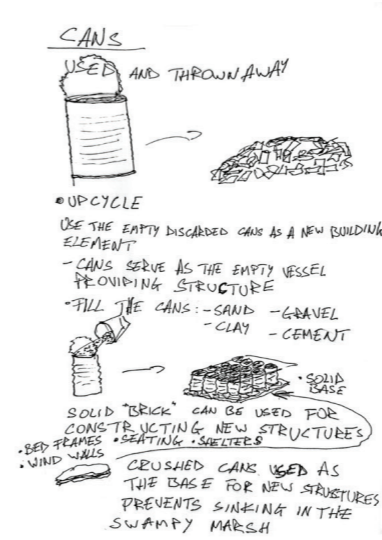 CANS
USED AND THROWN AWAY
• UPCYCLE
USE THE EMPTY DISCARDED CANS AS A NEW BUILDING
ELEMENT
- CANS SERVE AS THE EMPTY VESSEL
PROVIDING STRUCTURE
• FILL THE CANS: - SAND - GRAVEL
- CLAY - CEMENT
• SOLID
BASE
SOLID "BRICK" CAN BE USED FOR
CONSTRUCTING NEW STRUCTURES
• BED FRAMES • SEATING • SHELTERS
• WIND WALLS
CRUSHED CANS USED AS
THE BASE FOR NEW STRUCTURES
PREVENTS SINKING IN THE
SWAMPY MARSH